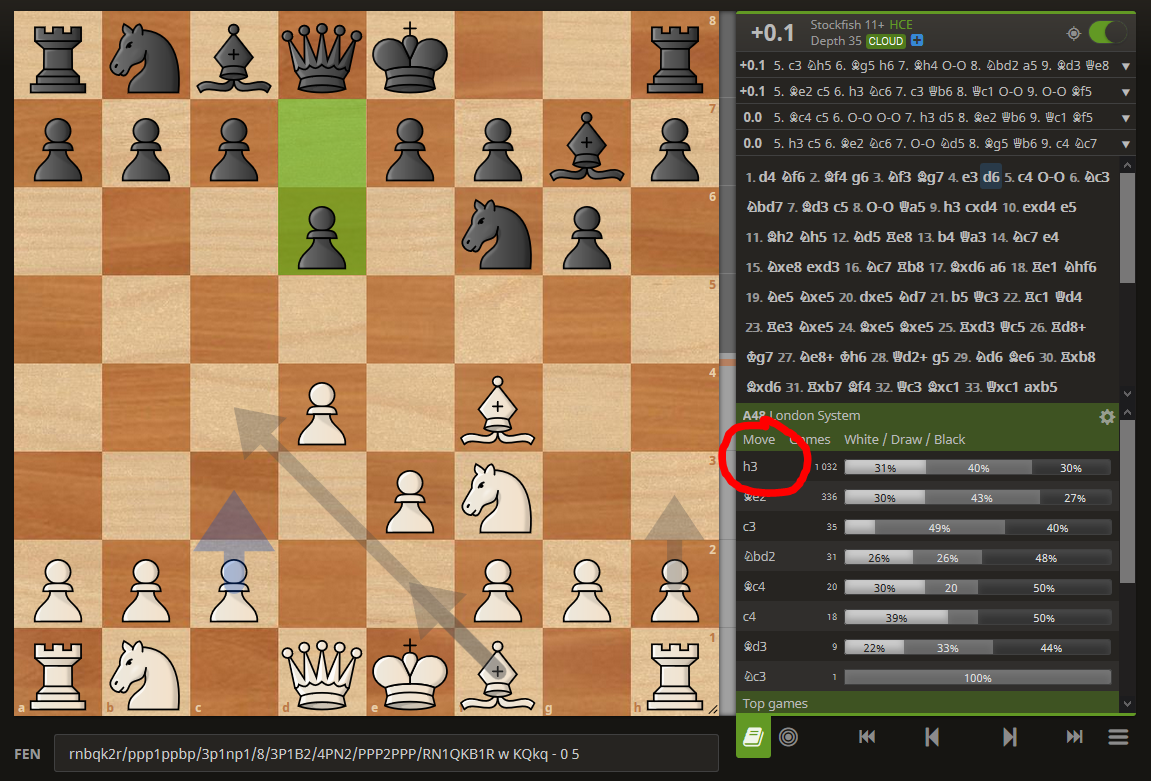 8
7
6
5
4
3
2
1
a b c d e f g h
FEN rnbqk2r/ppp1ppbp/3p1np1/8/3P1B2/4PN2/PPP2PPP/RN1QKB1R w KQkq - 0 5
+0.1 Stockfish 11+ HCE
Depth 35 CLOUD
+0.1 5. c3 ♘h5 6. ♗g5 h6 7. ♗h4 O-O 8. ♘bd2 a5 9. ♗d3 ♕e8
+0.1 5. ♗e2 c5 6. h3 ♘c6 7. c3 ♕b6 8. ♕c1 O-O 9. O-O ♗f5
0.0 5. ♗c4 c5 6. O-O O-O 7. h3 d5 8. ♗e2 ♕b6 9. ♕c1 ♗f5
0.0 5. h3 c5 6. ♗e2 ♘c6 7. O-O ♘d5 8. ♗g5 ♕b6 9. c4 ♘c7
1. d4 ♘f6 2. ♗f4 g6 3. ♘f3 ♗g7 4. e3 d6 5. c4 O-O 6. ♘c3
♘bd7 7. ♗d3 c5 8. O-O ♕a5 9. h3 cxd4 10. exd4 e5
11. ♗h2 ♘h5 12. ♘d5 ♖e8 13. b4 ♕a3 14. ♘c7 e4
15. ♘xe8 exd3 16. ♘c7 ♖b8 17. ♗xd6 a6 18. ♖e1 ♘hf6
19. ♘e5 ♘xe5 20. dxe5 ♘d7 21. b5 ♕c3 22. ♖c1 ♕d4
23. ♖e3 ♘xe5 24. ♗xe5 ♗xe5 25. ♖xd3 ♕c5 26. ♖d8+
♔g7 27. ♘e8+ ♔h6 28. ♕d2+ g5 29. ♘d6 ♗e6 30. ♖xb8
♗xd6 31. ♖xb7 ♗f4 32. ♕c3 ♗xc1 33. ♕xc1 axb5
A48 London System
Move Games White / Draw / Black
h3 1 032 31% 40% 30%
♗e2 336 30% 43% 27%
c3 35 49% 40%
♘bd2 31 26% 26% 48%
♗c4 20 30% 20 50%
c4 18 39% 50%
♗d3 9 22% 33% 44%
♘c3 1 100%
Top games